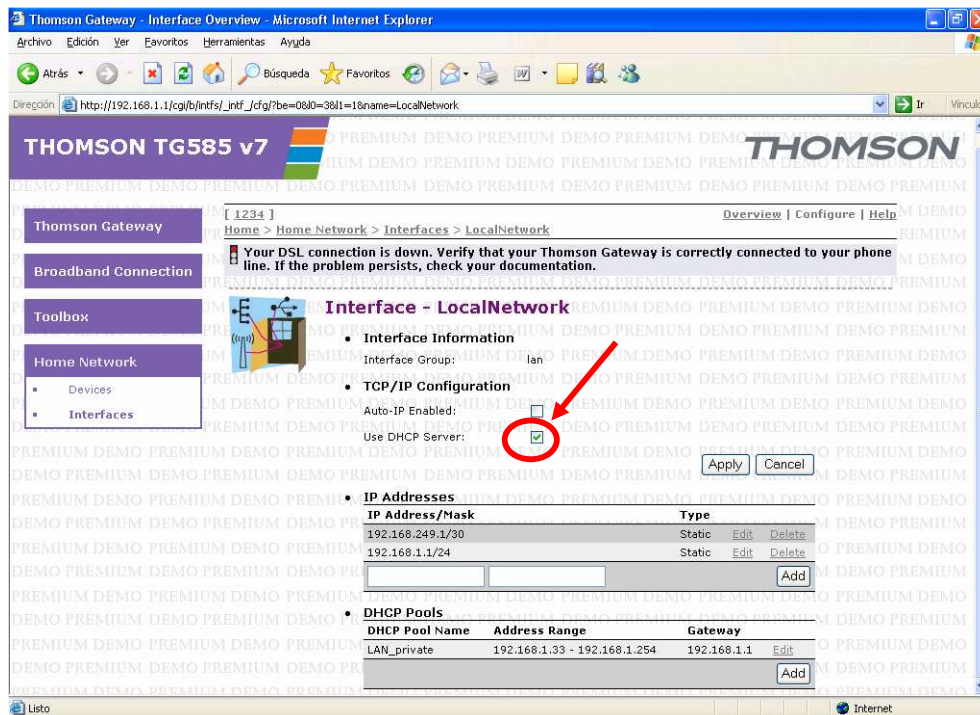 Thomson Gateway - Interface Overview - Microsoft Internet Explorer
Archivo Edición Ver Favoritos Herramientas Ayuda
Atrás Búsqueda Favoritos
Dirección http://192.168.1.1/cgi/b/intfs/_intf_/cfg/?be=0&l0=3&l1=1&name=LocalNetwork Ir
THOMSON TG585 v7
THOMSON
[ 1234 ] Overview | Configure | Help
Home > Home Network > Interfaces > LocalNetwork
Your DSL connection is down. Verify that your Thomson Gateway is correctly connected to your phone
line. If the problem persists, check your documentation.
Thomson Gateway
Broadband Connection
Toolbox
Home Network
Devices
Interfaces
Interface - LocalNetwork
Interface Information
Interface Group: lan
TCP/IP Configuration
Auto-IP Enabled:
Use DHCP Server:
Apply Cancel
IP Addresses
IP Address/Mask Type
192.168.249.1/30 Static Edit Delete
192.168.1.1/24 Static Edit Delete
Add
DHCP Pools
DHCP Pool Name Address Range Gateway
LAN_private 192.168.1.33 - 192.168.1.254 192.168.1.1 Edit
Add
Listo Internet